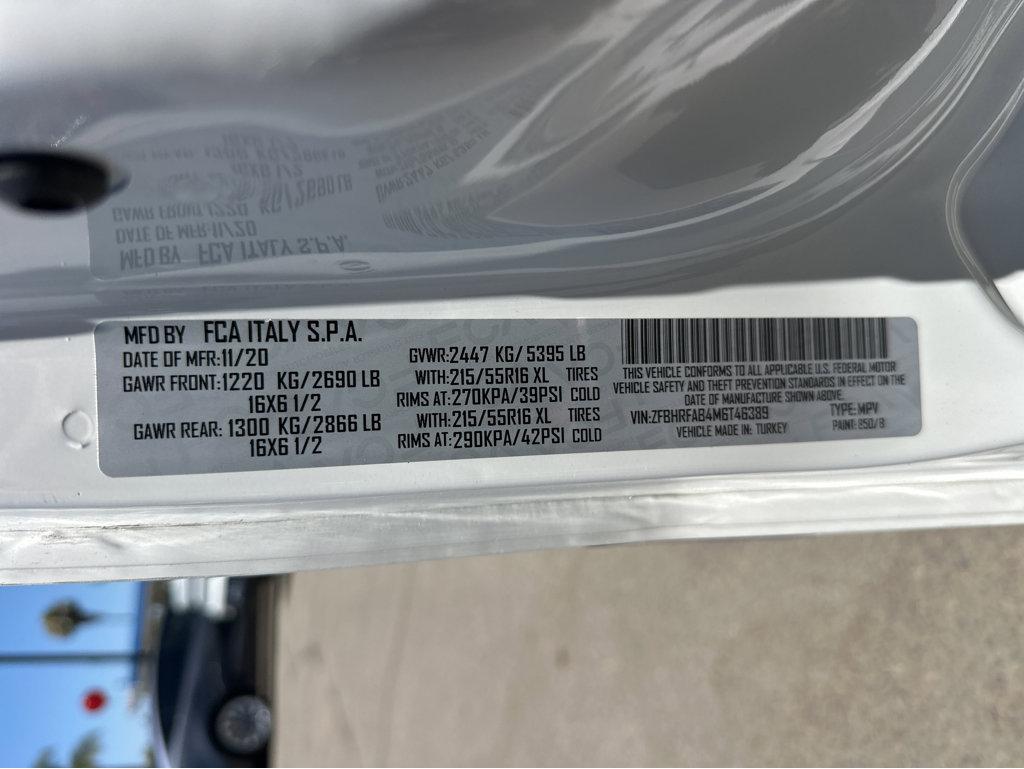 MFD BY FCA ITALY S.P.A.
DATE OF MFR:11/20
GAWR FRONT:1220 KG/2690 LB
16X6 1/2
GAWR REAR: 1300 KG/2866 LB
16X6 1/2
GVWR:2447 KG/5395 LB
WITH:215/55R16 XL TIRES
RIMS AT:270KPA/39PSI COLD
WITH:215/55R16 XL TIRES
RIMS AT:290KPA/42PSI COLD
THIS VEHICLE CONFORMS TO ALL APPLICABLE U.S. FEDERAL MOTOR
VEHICLE SAFETY AND THEFT PREVENTION STANDARDS IN EFFECT ON THE
DATE OF MANUFACTURE SHOWN ABOVE.
VIN:ZFBHRFAB4M6T46389 TYPE: MPV
VEHICLE MADE IN: TURKEY PAINT: 850/B